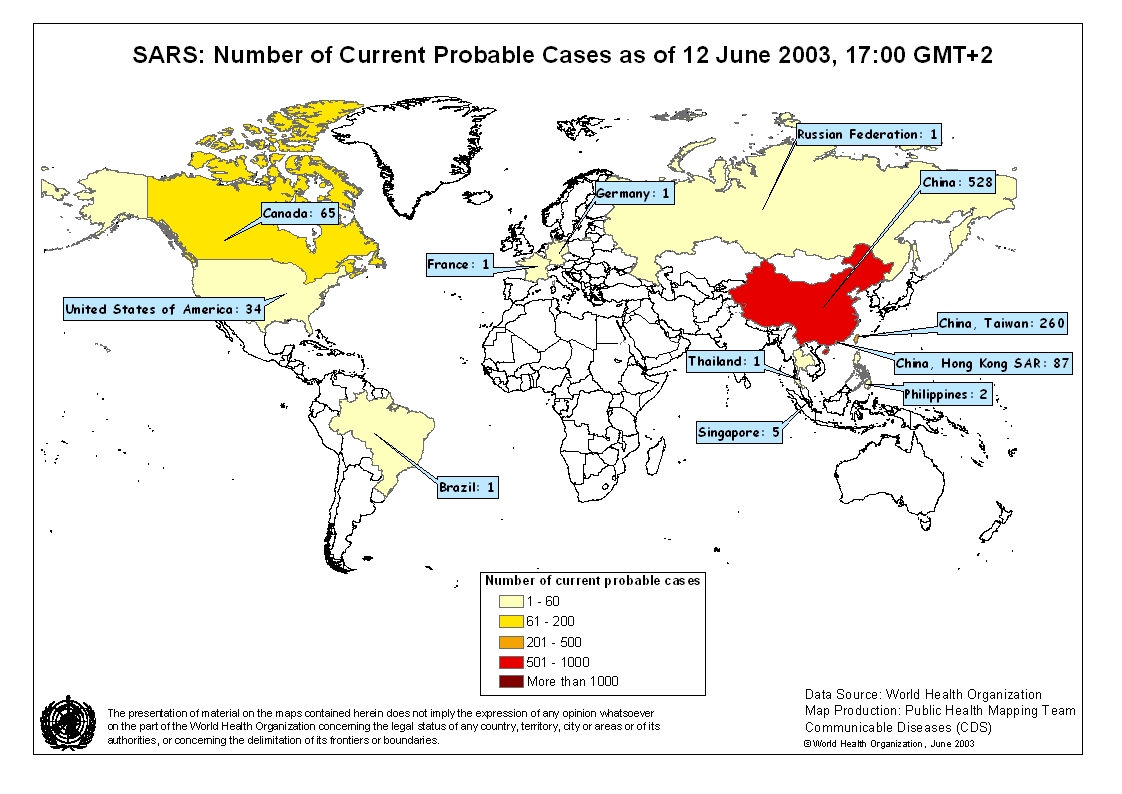 SARS: Number of Current Probable Cases as of 12 June 2003, 17:00 GMT+2
Russian Federation: 1
China: 528
Germany: 1
Canada: 65
France: 1
United States of America: 34
China, Taiwan: 260
Thailand: 1
China, Hong Kong SAR: 87
Philippines: 2
Singapore: 5
Brazil: 1
Number of current probable cases
1 - 60
61 - 200
201 - 500
501 - 1000
More than 1000
The presentation of material on the maps contained herein does not imply the expression of any opinion whatsoever
on the part of the World Health Organization concerning the legal status of any country, territory, city or areas or of its
authorities, or concerning the delimitation of its frontiers or boundaries.
Data Source: World Health Organization
Map Production: Public Health Mapping Team
Communicable Diseases (CDS)
©World Health Organization, June 2003